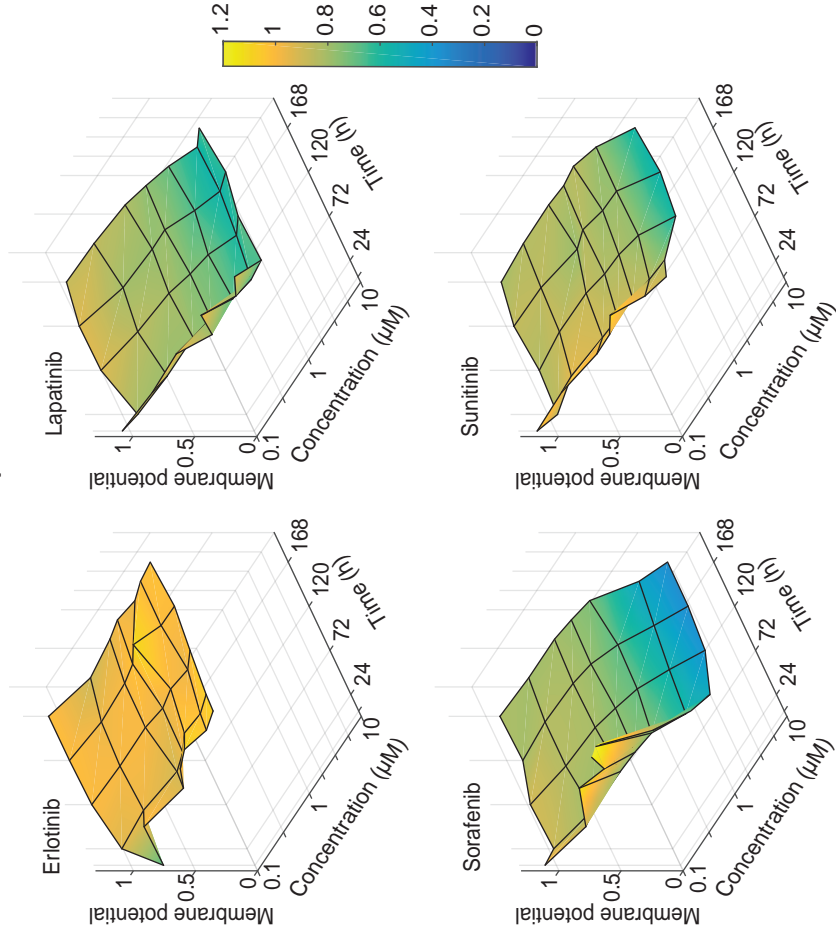 Erlotinib
Membrane potential
1
0.5
0
0.1
1
10
Concentration (µM)
24
72
120
168
Time (h)
Lapatinib
Membrane potential
1
0.5
0
0.1
1
10
Concentration (µM)
24
72
120
168
Time (h)
Sorafenib
Membrane potential
1
0.5
0
0.1
1
10
Concentration (µM)
24
72
120
168
Time (h)
Sunitinib
Membrane potential
1
0.5
0
0.1
1
10
Concentration (µM)
24
72
120
168
Time (h)
1.2
1
0.8
0.6
0.4
0.2
0